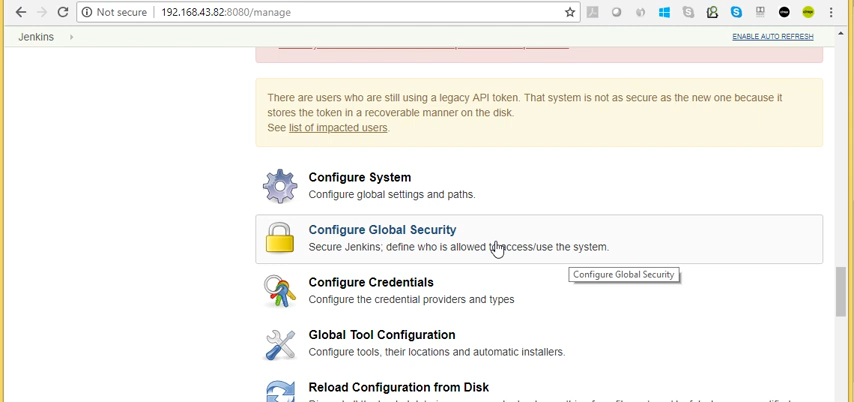 Not secure | 192.168.43.82:8080/manage
Jenkins
ENABLE AUTO REFRESH
There are users who are still using a legacy API token. That system is not as secure as the new one because it
stores the token in a recoverable manner on the disk.
See list of impacted users.
Configure System
Configure global settings and paths.
Configure Global Security
Secure Jenkins; define who is allowed to access/use the system.
Configure Global Security
Configure Credentials
Configure the credential providers and types
Global Tool Configuration
Configure tools, their locations and automatic installers.
Reload Configuration from Disk